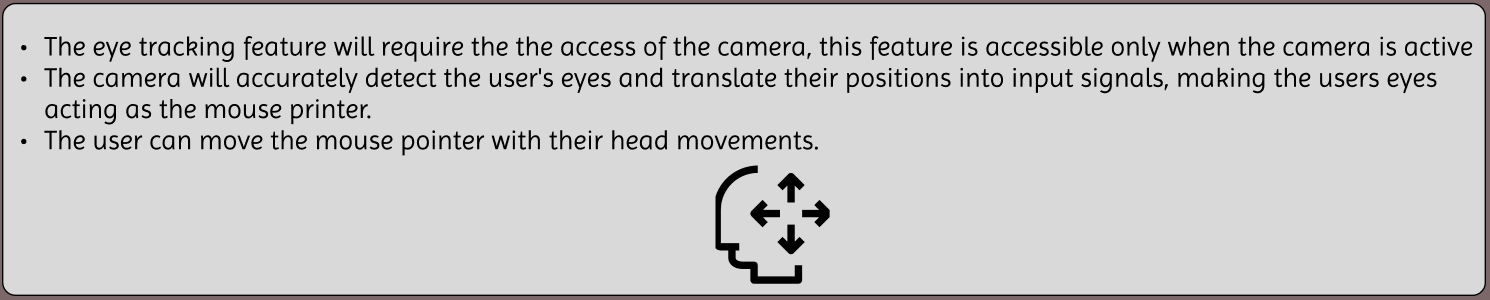 • The eye tracking feature will require the the access of the camera, this feature is accessible only when the camera is active
• The camera will accurately detect the user's eyes and translate their positions into input signals, making the users eyes
acting as the mouse printer.
• The user can move the mouse pointer with their head movements.